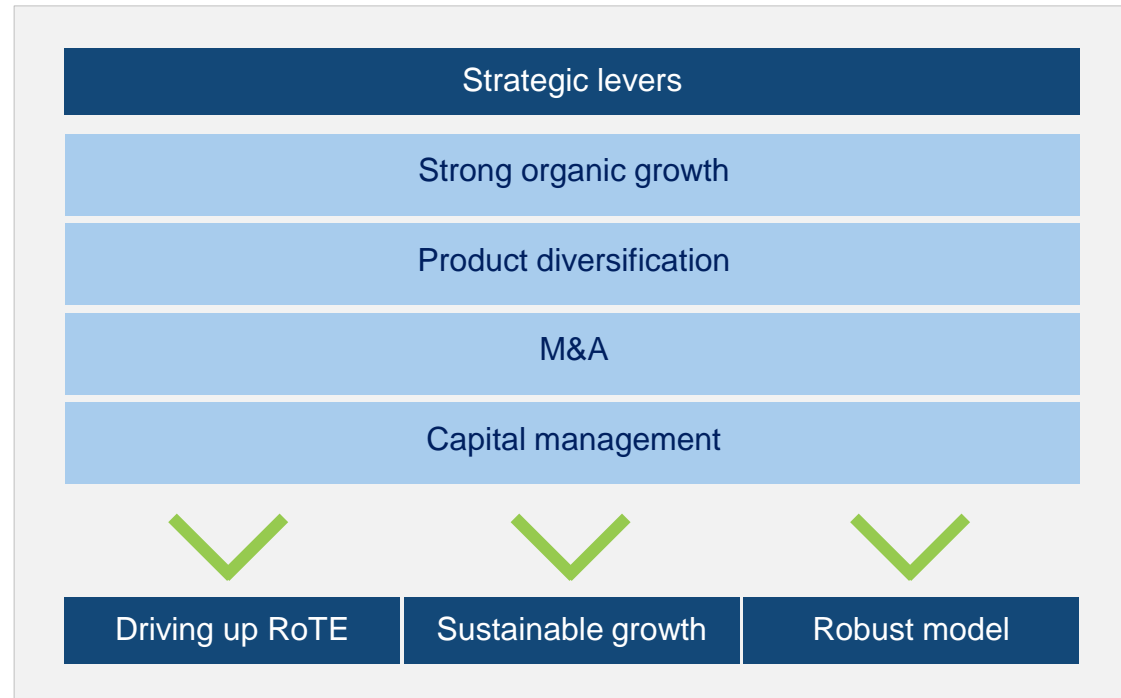 Strategic levers
Strong organic growth
Product diversification
M&A
Capital management
Driving up RoTE
Sustainable growth
Robust model